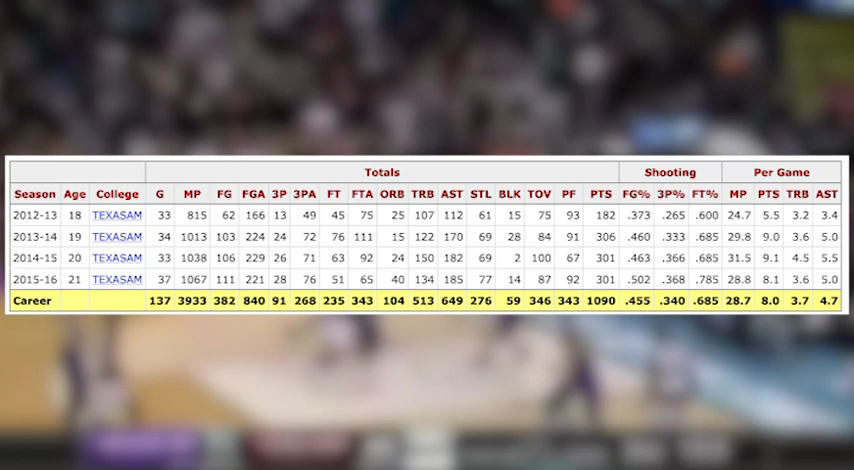 Totals Shooting Per Game
Season Age College G MP FG FGA 3P 3PA FT FTA ORB TRB AST STL BLK TOV PF PTS FG% 3P% FT% MP PTS TRB AST
2012-13 18 TEXASAM 33 815 62 166 13 49 45 75 25 107 112 61 15 75 93 182 .373 .265 .600 24.7 5.5 3.2 3.4
2013-14 19 TEXASAM 34 1013 103 224 24 72 76 111 15 122 170 69 28 84 91 306 .460 .333 .685 29.8 9.0 3.6 5.0
2014-15 20 TEXASAM 33 1038 106 229 26 71 63 92 24 150 182 69 2 100 67 301 .463 .366 .685 31.5 9.1 4.5 5.5
2015-16 21 TEXASAM 37 1067 111 221 28 76 51 65 40 134 185 77 14 87 92 301 .502 .368 .785 28.8 8.1 3.6 5.0
Career 137 3933 382 840 91 268 235 343 104 513 649 276 59 346 343 1090 .455 .340 .685 28.7 8.0 3.7 4.7